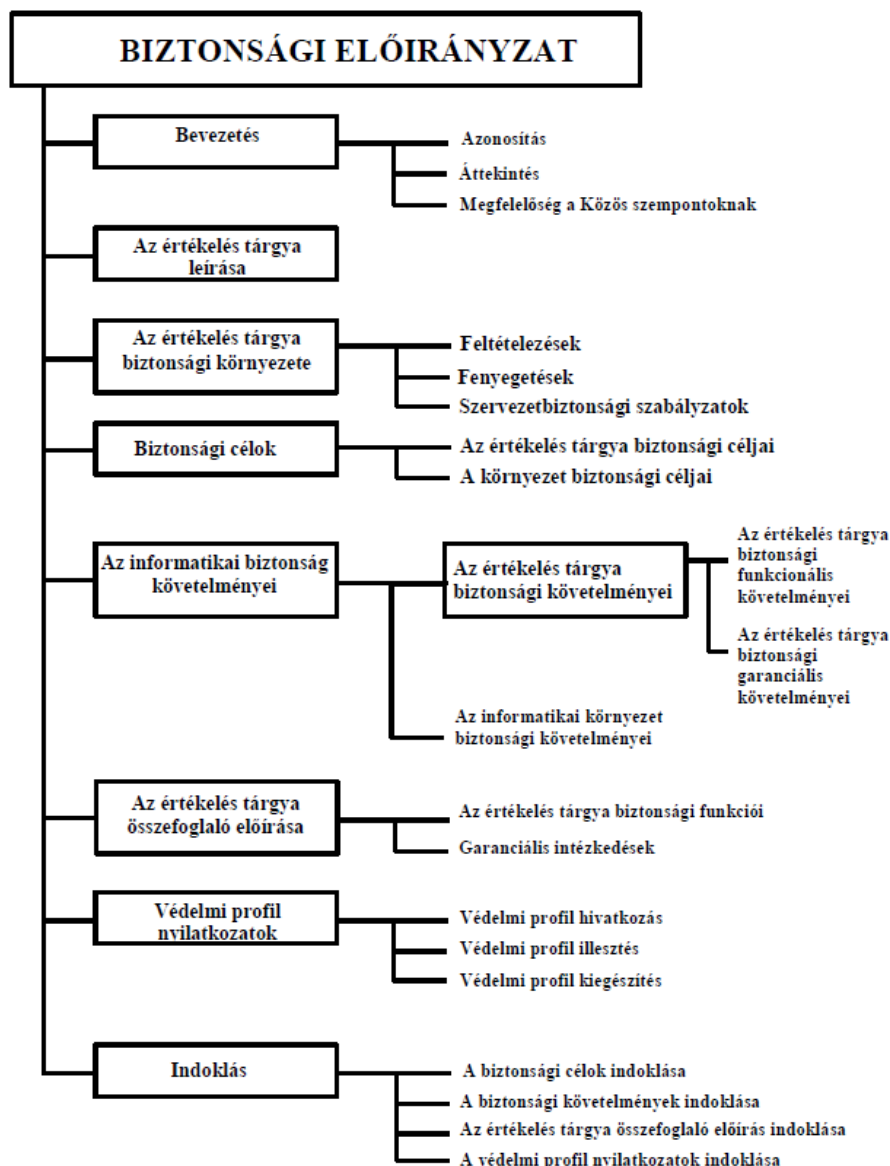 BIZTONSÁGI ELŐIRÁNYZAT
Bevezetés
Azonosítás
Áttekintés
Megfelelőség a Közös szempontoknak
Az értékelés tárgya
leírása
Az értékelés tárgya
biztonsági környezete
Feltételezések
Fenyegetések
Szervezetbiztonsági szabályzatok
Biztonsági célok
Az értékelés tárgya biztonsági céljai
A környezet biztonsági céljai
Az informatikai biztonság
követelményei
Az értékelés tárgya
biztonsági követelményei
Az értékelés tárgya
biztonsági
funkcionális
követelményei
Az értékelés tárgya
biztonsági
garanciális
követelményei
Az informatikai környezet
biztonsági követelményei
Az értékelés tárgya
összefoglaló előírása
Az értékelés tárgya biztonsági funkciói
Garanciális intézkedések
Védelmi profil
nyilatkozatok
Védelmi profil hivatkozás
Védelmi profil illesztés
Védelmi profil kiegészítés
Indoklás
A biztonsági célok indoklása
A biztonsági követelmények indoklása
Az értékelés tárgya összefoglaló előírás indoklása
A védelmi profil nyilatkozatok indoklása